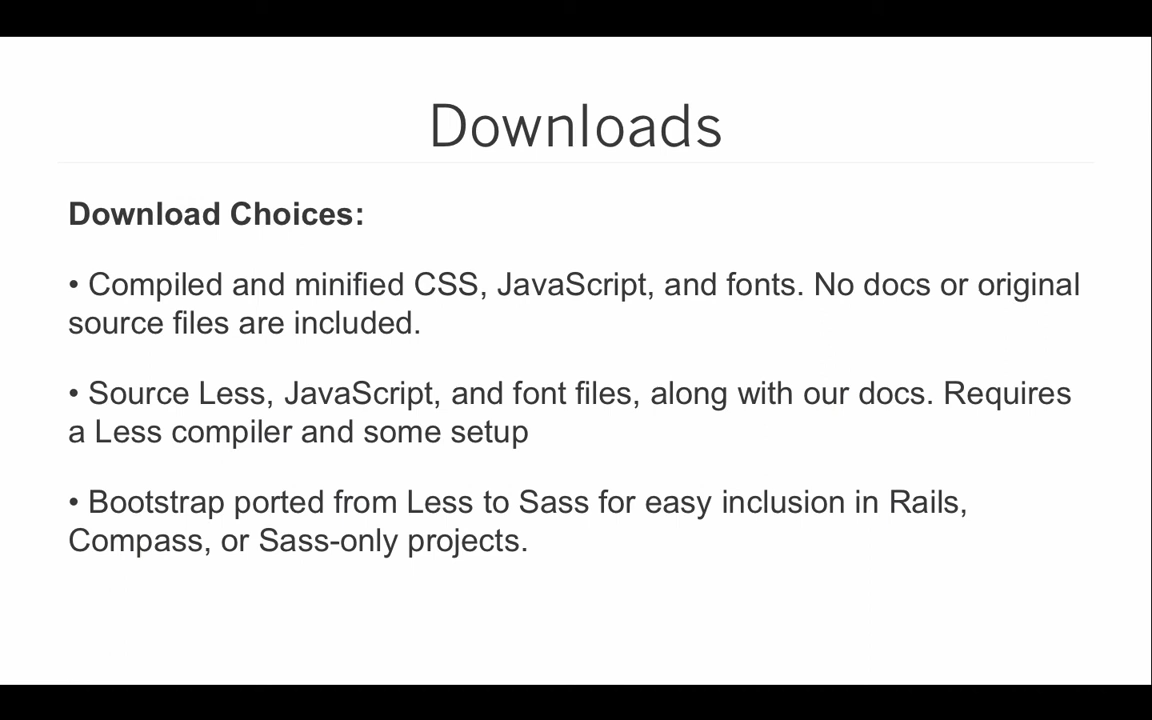 Downloads
Download Choices:
• Compiled and minified CSS, JavaScript, and fonts. No docs or original
source files are included.
• Source Less, JavaScript, and font files, along with our docs. Requires
a Less compiler and some setup
• Bootstrap ported from Less to Sass for easy inclusion in Rails,
Compass, or Sass-only projects.